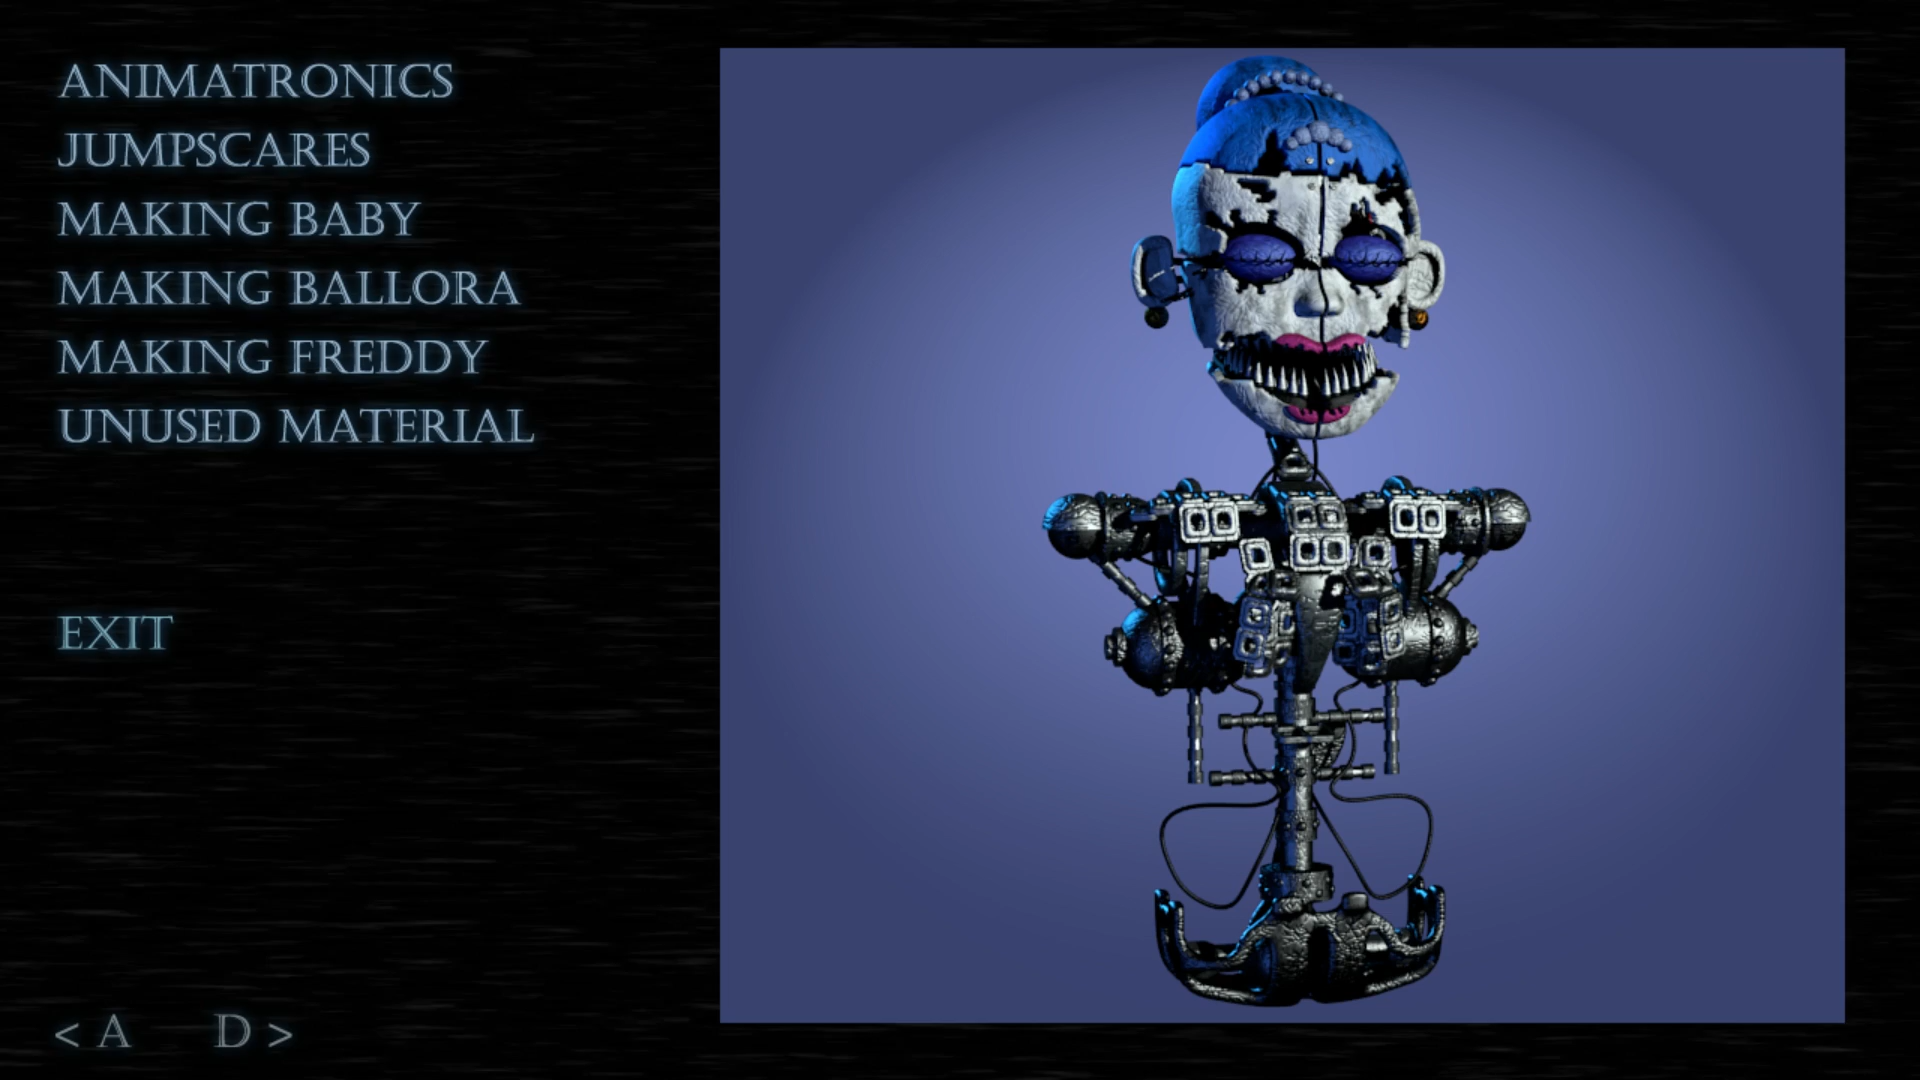 ANIMATRONICS
JUMPSCARES
MAKING BABY
MAKING BALLORA
MAKING FREDDY
UNUSED MATERIAL
EXIT
< A D >